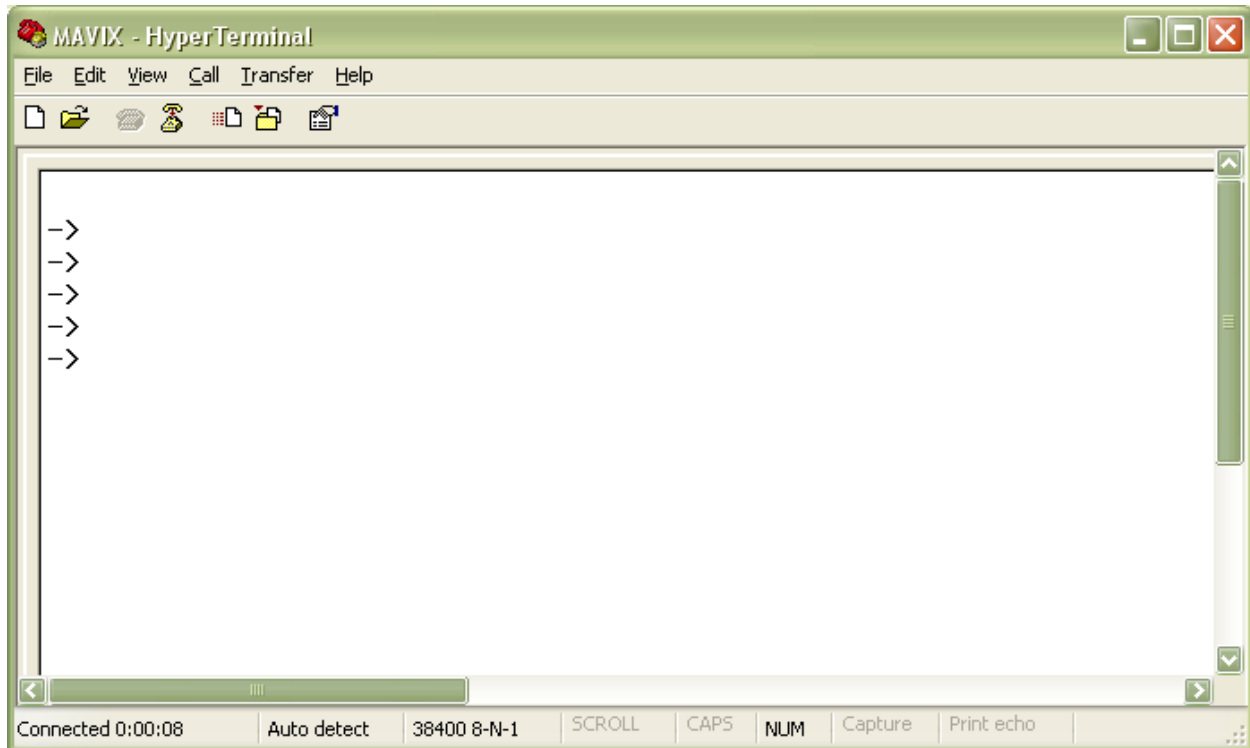 MAVIX - HyperTerminal
File Edit View Call Transfer Help
->
->
->
->
->
Connected 0:00:08 Auto detect 38400 8-N-1 SCROLL CAPS NUM Capture Print echo